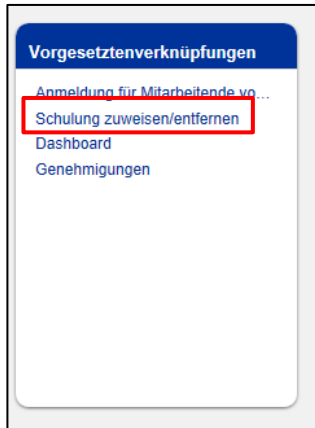 Vorgesetztenverknüpfungen
Anmeldung für Mitarbeitende vo...
Schulung zuweisen/entfernen
Dashboard
Genehmigungen